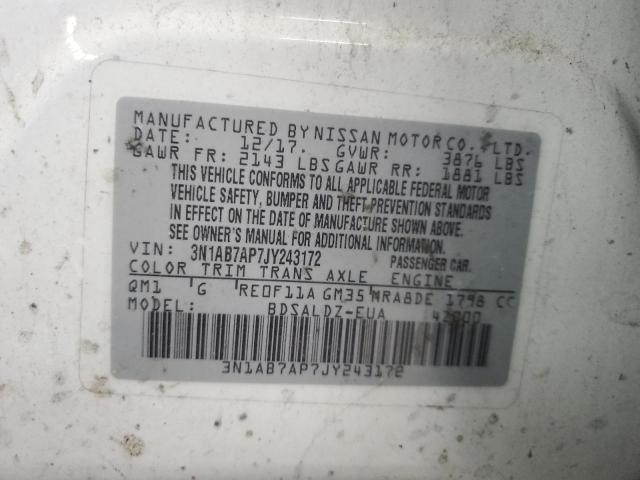 MANUFACTURED BY NISSAN MOTOR CO., LTD.
DATE: 12/17. GVWR: 3876 LBS
GAWR FR: 2143 LBS GAWR RR: 1881 LBS
THIS VEHICLE CONFORMS TO ALL APPLICABLE FEDERAL MOTOR
VEHICLE SAFETY, BUMPER AND THEFT PREVENTION STANDARDS
IN EFFECT ON THE DATE OF MANUFACTURE SHOWN ABOVE.
SEE OWNER'S MANUAL FOR ADDITIONAL INFORMATION.
VIN: 3N1AB7AP7JY243172 PASSENGER CAR.
COLOR TRIM TRANS AXLE ENGINE
QM1 G RE0F11A GM35 MRA8DE 1798 CC
MODEL: BDSALDZ-EUA 42000
3N1AB7AP7JY243172